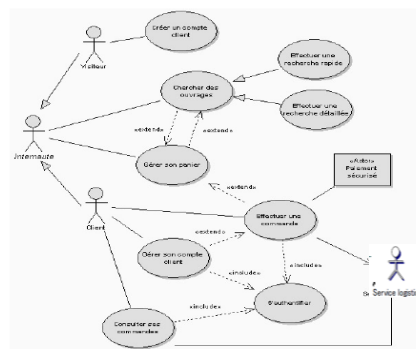 Créer un compte
client
Visiteur
Effectuer une
recherche rapide
Chercher des
ouvrages
Effectuer une
recherche détaillée
«extend»
«extend»
Internaute
Gérer son panier
«Actor»
Paiement
sécurisé
«extend»
Client
Effectuer une
commande
«extend»
Gérer son compte
client
«include»
«include»
Service logisti
S'authentifier
«include»
Consulter ses
commandes